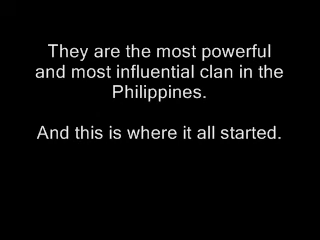 They are the most powerful
and most influential clan in the
Philippines.
And this is where it all started.